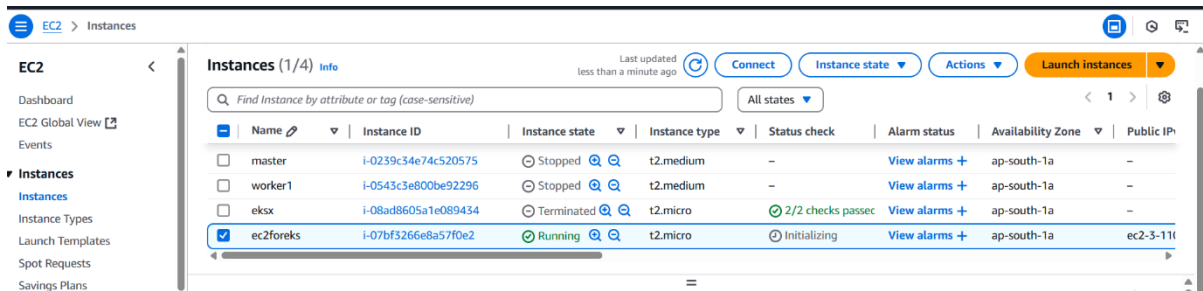 EC2 > Instances
EC2 <
Dashboard
EC2 Global View
Events
Instances
Instances
Instance Types
Launch Templates
Spot Requests
Savings Plans
Instances (1/4) Info
Last updated
less than a minute ago
Connect
Instance state
Actions
Launch instances
Find Instance by attribute or tag (case-sensitive)
All states
< 1 >
Name Instance ID Instance state Instance type Status check Alarm status Availability Zone Public IPv
master i-0239c34e74c520575 Stopped t2.medium – View alarms + ap-south-1a –
worker1 i-0543c3e800be92296 Stopped t2.medium – View alarms + ap-south-1a –
eksx i-08ad8605a1e089434 Terminated t2.micro 2/2 checks passec View alarms + ap-south-1a –
ec2foreks i-07bf3266e8a57f0e2 Running t2.micro Initializing View alarms + ap-south-1a ec2-3-110